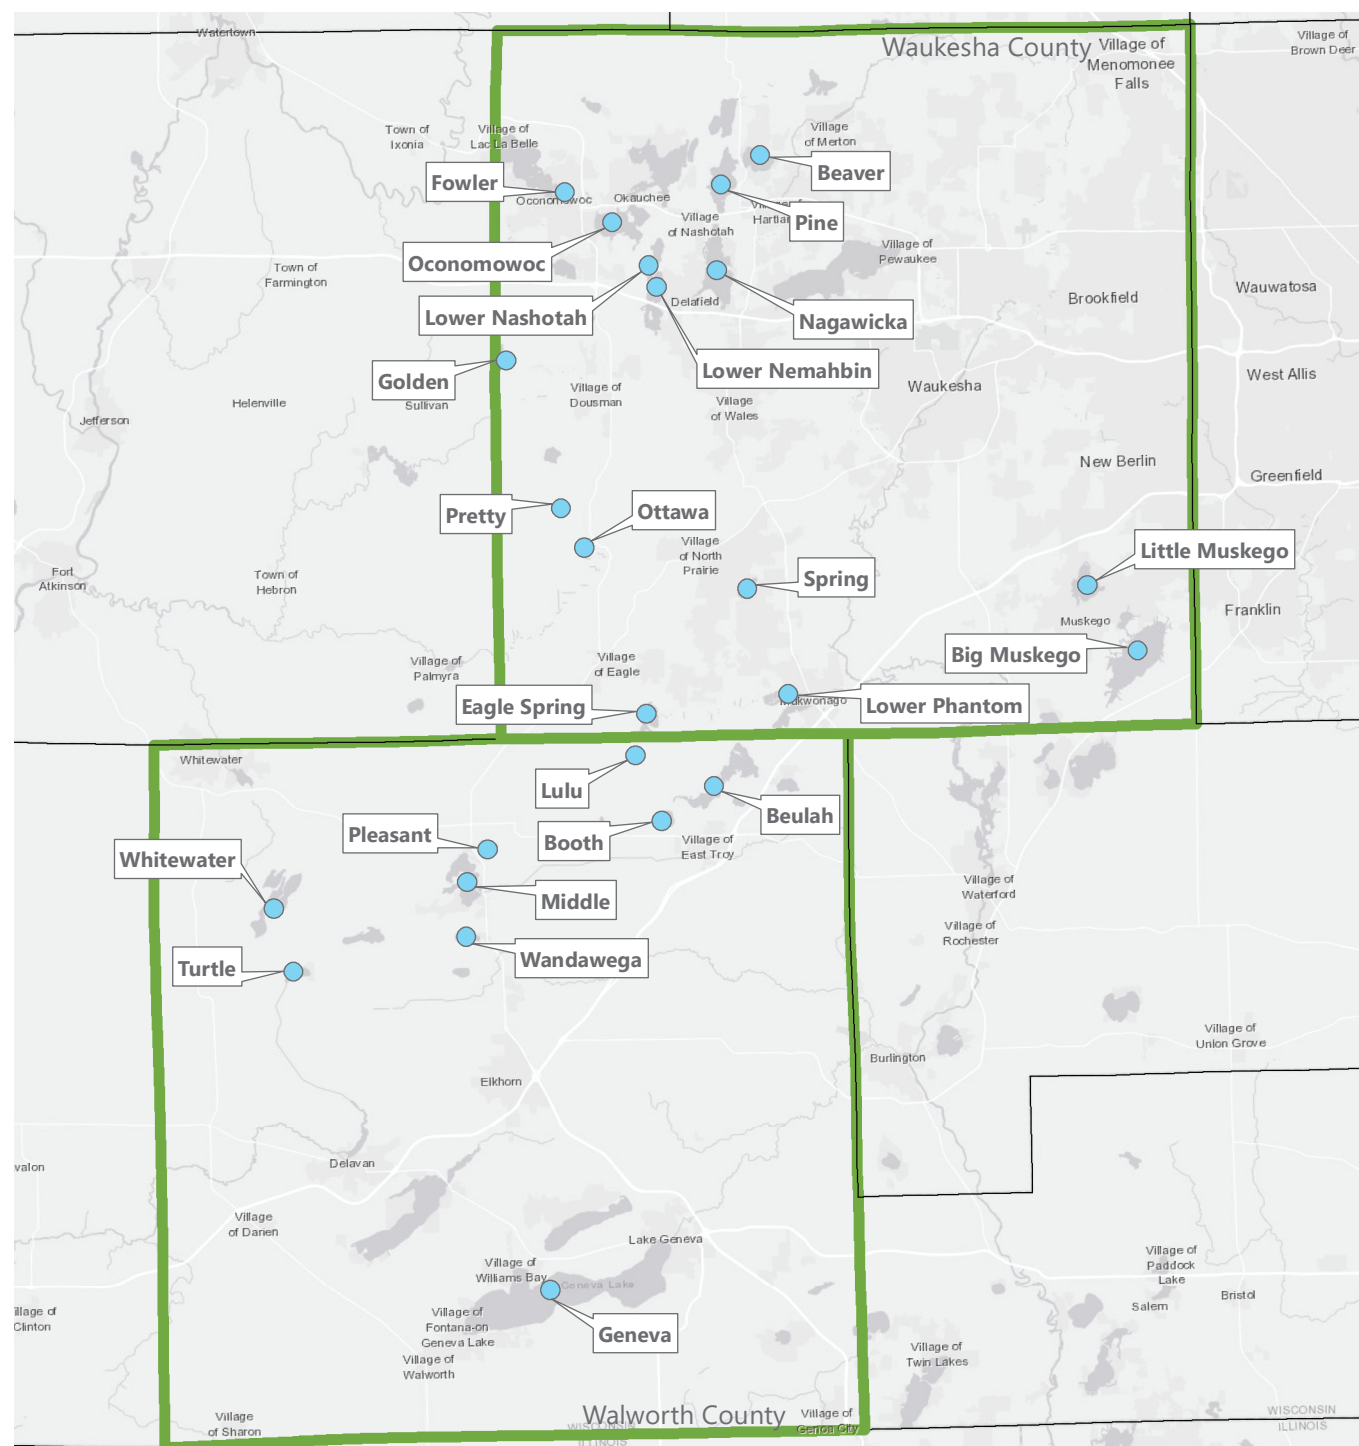 Watertown
Waukesha County
Village of
Menomonee
Falls
Village of
Brown Deer
Town of
Ixonia
Village of
Lac La Belle
Village
of Merton
Beaver
Fowler
Oconomowoc
Okauchee
Pine
Village
of Nashotah
Oconomowoc
Village of
Pewaukee
Town of
Farmington
Delafield
Lower Nashotah
Nagawicka
Brookfield
Wauwatosa
Golden
Sullivan
Lower Nemahbin
Village of
Dousman
Village
of Wales
Waukesha
West Allis
Helenville
Jefferson
New Berlin
Greenfield
Pretty
Ottawa
Village
of North
Prairie
Little Muskego
Spring
Fort
Atkinson
Town of
Hebron
Franklin
Muskego
Big Muskego
Village of
Palmyra
Village
of Eagle
Eagle Spring
Lower Phantom
Whitewater
Lulu
Beulah
Pleasant
Booth
Village of
East Troy
Whitewater
Middle
Village of
Waterford
Village of
Rochester
Wandawega
Turtle
Village of
Union Grove
Burlington
Elkhorn
valon
Delavan
Village
of Darien
Lake Geneva
Village of
Williams Bay
Geneva Lake
Village of
Paddock
Lake
Bristol
Salem
Village of
Fontana-on
Geneva Lake
Geneva
illage of
Clinton
Village of
Walworth
Village of
Twin Lakes
Walworth County
Village
of Sharon
Village of
Genoa City
WISCONSIN
ILLINOIS
WISCONSIN
ILLINOIS